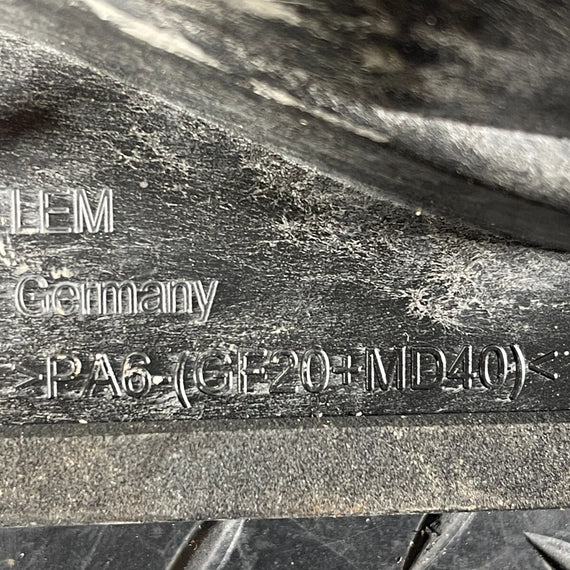 LEM
Germany
>PA6-(GF20+MD40)<